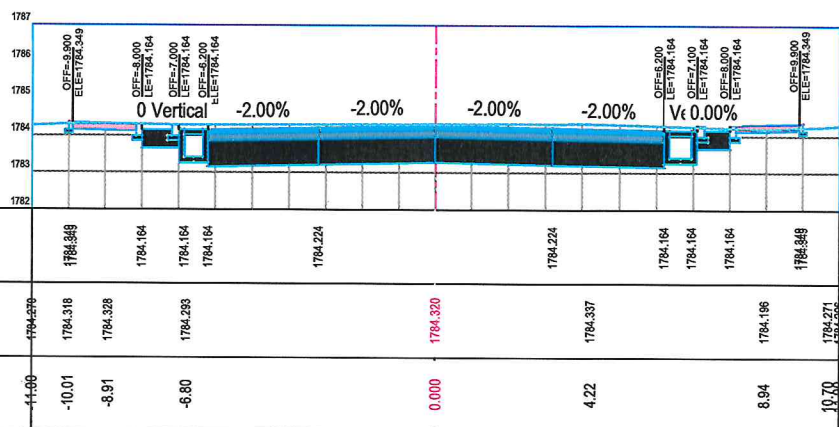 1787
1786
1785
1784
1783
1782
OFF=-9.900
ELE=1784.349
OFF=-8.000
LE=1784.164
OFF=-7.000
LE=1784.164
OFF=-6.200
LE=1784.164
OFF=6.200
LE=1784.164
OFF=7.100
LE=1784.164
OFF=8.000
LE=1784.164
OFF=9.900
ELE=1784.349
0 Vertical
-2.00%
-2.00%
-2.00%
-2.00%
Ve 0.00%
1784.349
1784.349
1784.164
1784.164
1784.164
1784.224
1784.224
1784.164
1784.164
1784.164
1784.349
1784.270
1784.318
1784.328
1784.293
1784.320
1784.337
1784.196
1784.271
-11.00
-10.01
-8.91
-6.80
0.000
4.22
8.94
10.70